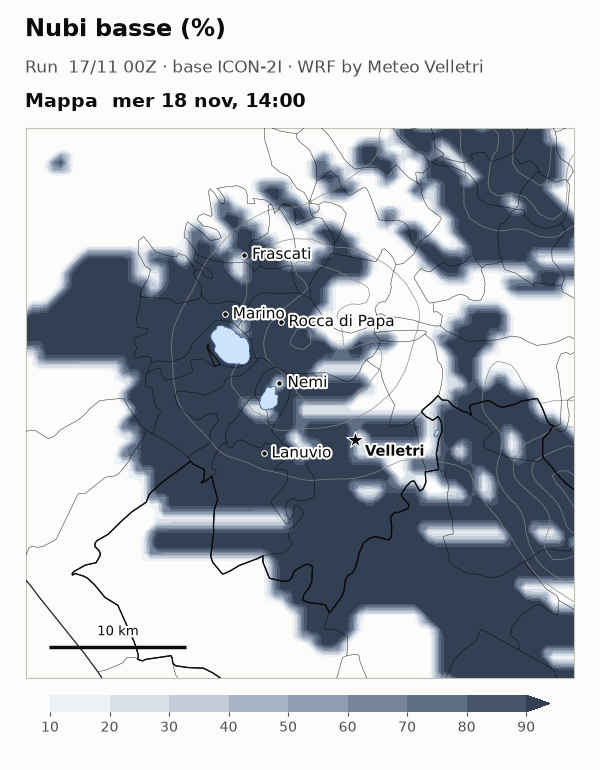 Nubi basse (%)
Run  17/11 00Z · base ICON-2I · WRF by Meteo Velletri
Mappa  mer 18 nov, 14:00
Frascati
Marino
Rocca di Papa
Nemi
Velletri
Lanuvio
10 km
10 20 30 40 50 60 70 80 90